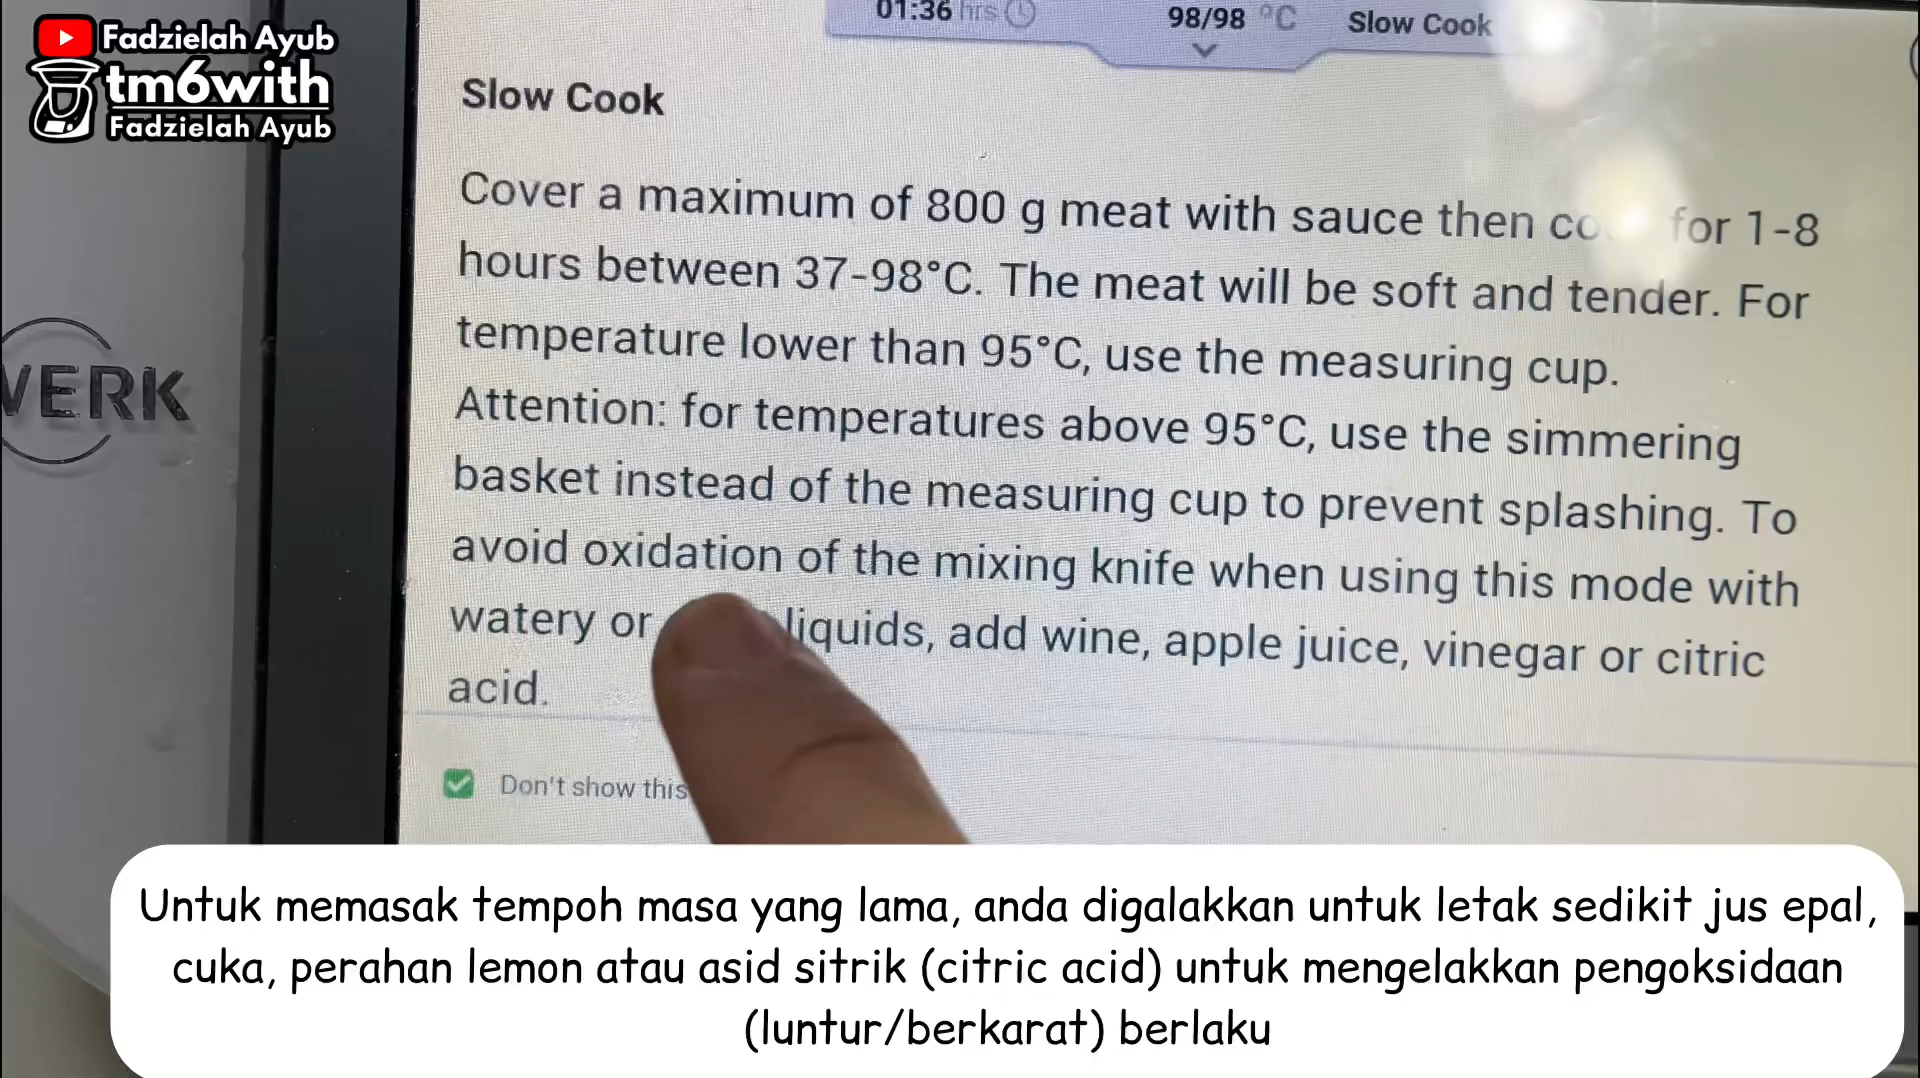 Fadzielah Ayub
tm6with
Fadzielah Ayub
01:36 hrs
98/98 °C
Slow Cook
VERK
Slow Cook
Cover a maximum of 800 g meat with sauce then for 1-8
hours between 37-98°C. The meat will be soft and tender. For
temperature lower than 95°C, use the measuring cup.
Attention: for temperatures above 95°C, use the simmering
basket instead of the measuring cup to prevent splashing. To
avoid oxidation of the mixing knife when using this mode with
watery or liquids, add wine, apple juice, vinegar or citric
acid.
Don't show this
Untuk memasak tempoh masa yang lama, anda digalakkan untuk letak sedikit jus epal,
cuka, perahan lemon atau asid sitrik (citric acid) untuk mengelakkan pengoksidaan
(luntur/berkarat) berlaku